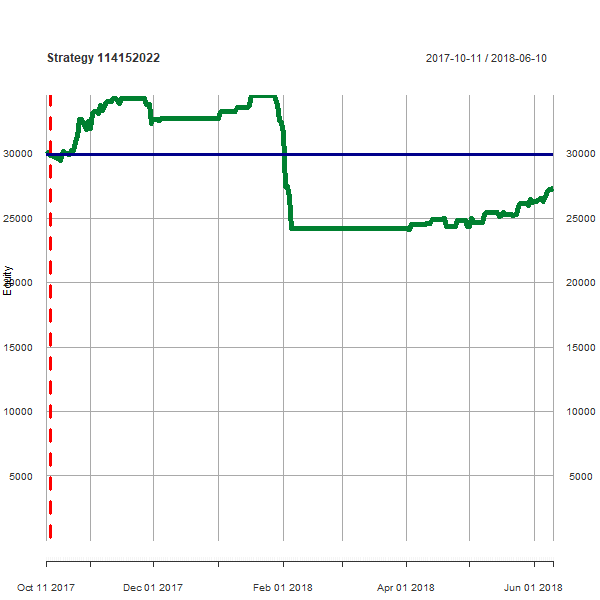 Strategy 114152022
2017-10-11 / 2018-06-10
30000
30000
25000
25000
Equity
20000
20000
15000
15000
10000
10000
5000
5000
Oct 11 2017
Dec 01 2017
Feb 01 2018
Apr 01 2018
Jun 01 2018